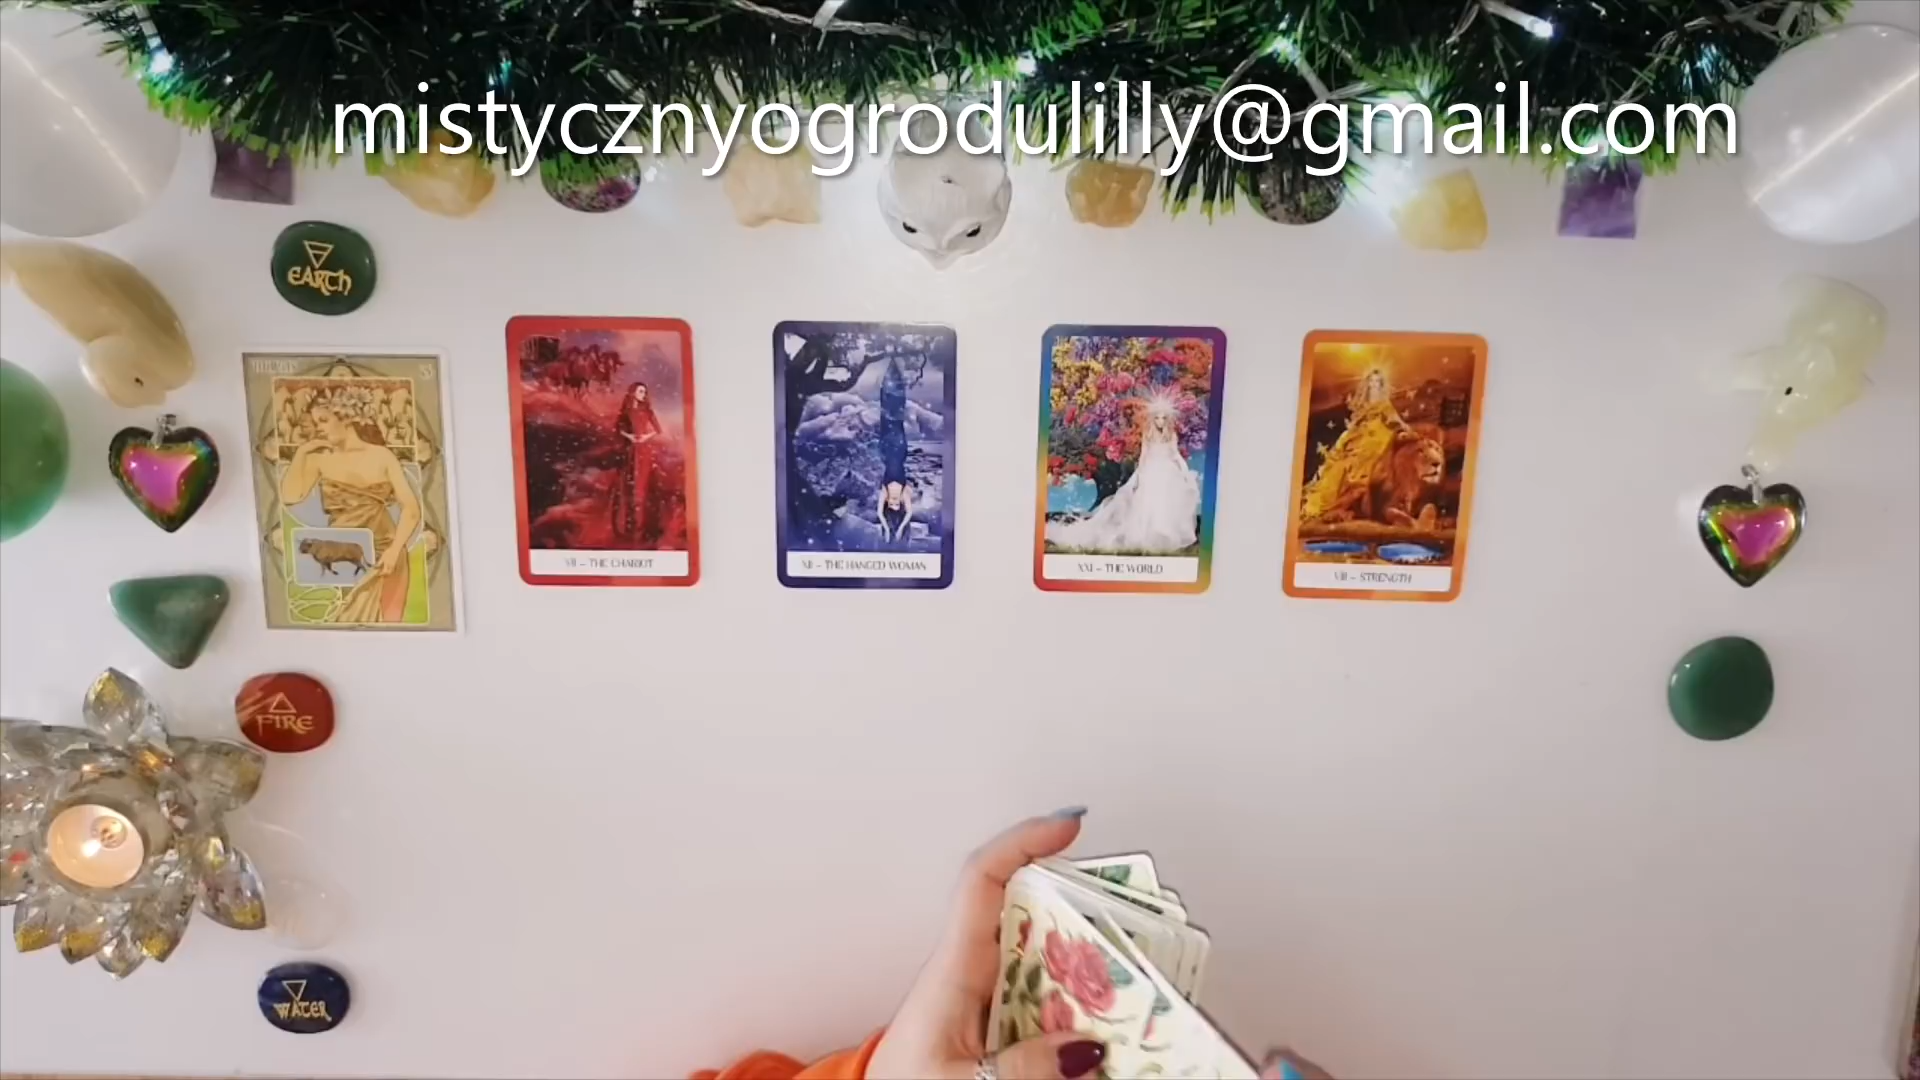 mistycznyogrodulilly@gmail.com
EARTH
VII – THE CHARIOT
XII – THE HANGED WOMAN
XXI – THE WORLD
VIII – STRENGTH
FIRE
WATER